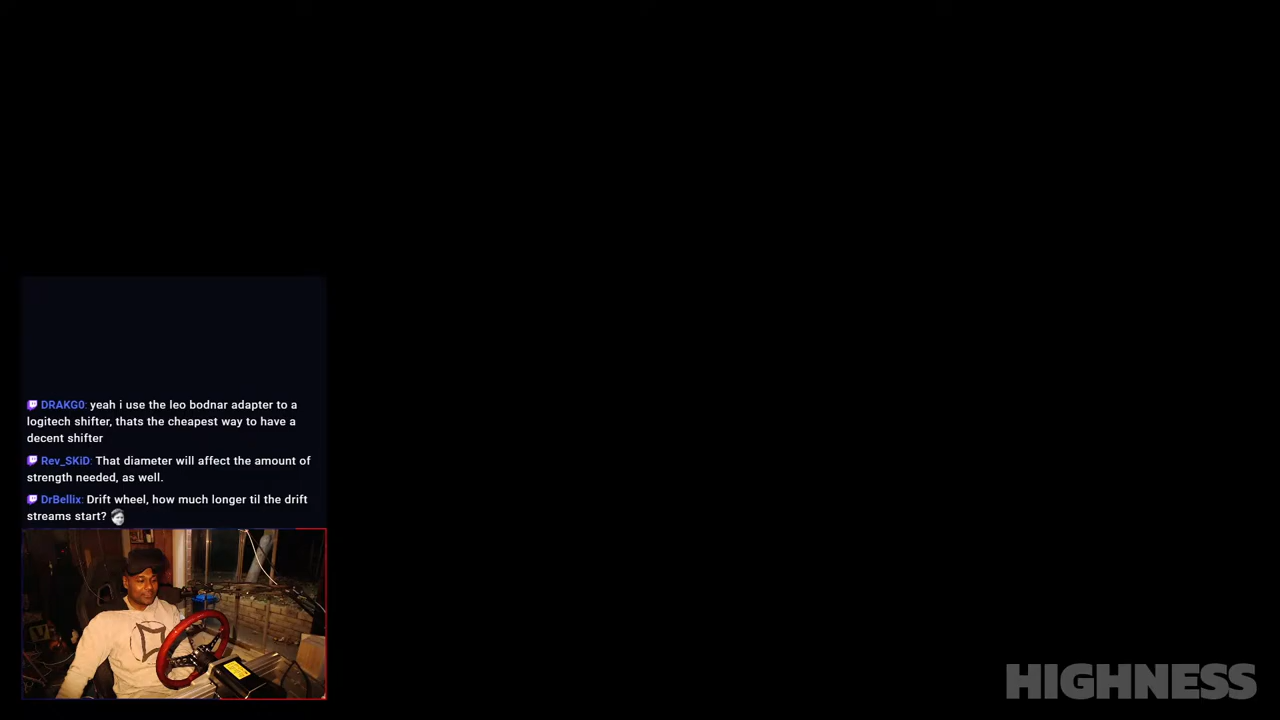 DRAKG0: yeah i use the leo bodnar adapter to a
logitech shifter, thats the cheapest way to have a
decent shifter
Rev_SKiD: That diameter will affect the amount of
strength needed, as well.
DrBellix: Drift wheel, how much longer til the drift
streams start?
HIGHNESS